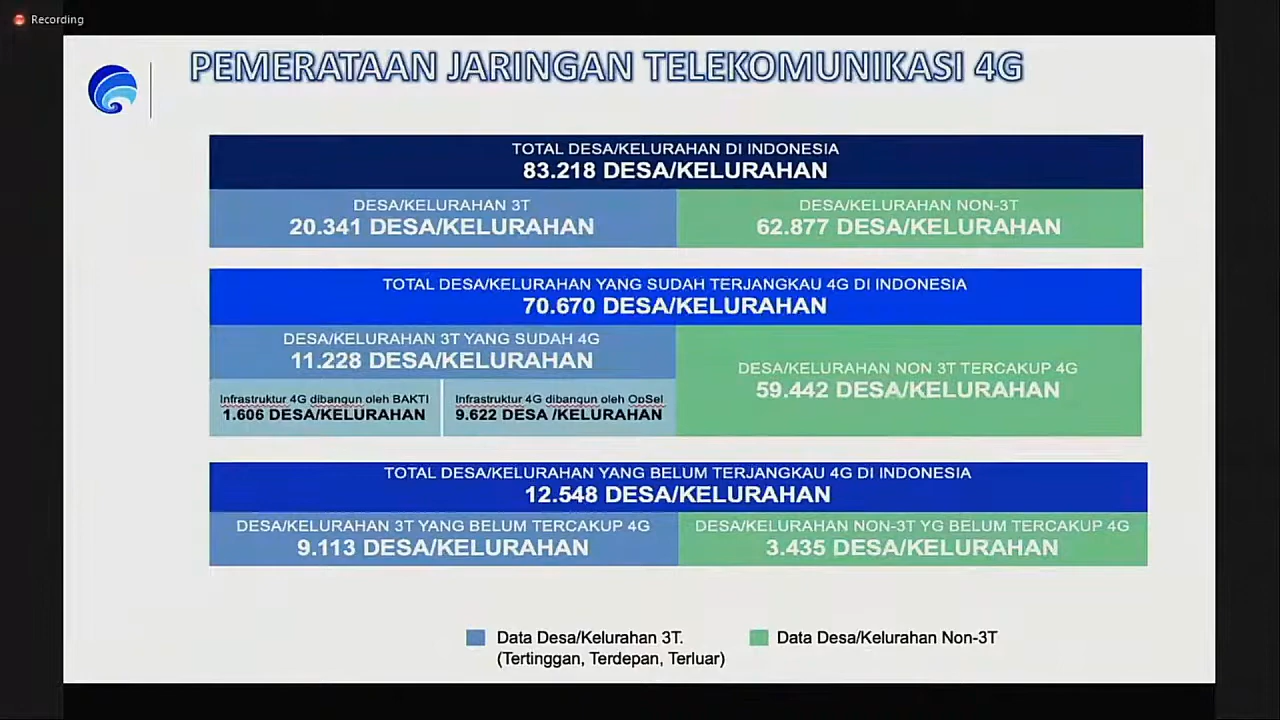 Recording
PEMERATAAN JARINGAN TELEKOMUNIKASI 4G
TOTAL DESA/KELURAHAN DI INDONESIA
83.218 DESA/KELURAHAN
DESA/KELURAHAN 3T
20.341 DESA/KELURAHAN
DESA/KELURAHAN NON-3T
62.877 DESA/KELURAHAN
TOTAL DESA/KELURAHAN YANG SUDAH TERJANGKAU 4G DI INDONESIA
70.670 DESA/KELURAHAN
DESA/KELURAHAN 3T YANG SUDAH 4G
11.228 DESA/KELURAHAN
Infrastruktur 4G dibangun oleh BAKTI
1.606 DESA/KELURAHAN
Infrastruktur 4G dibangun oleh OpSel
9.622 DESA /KELURAHAN
DESA/KELURAHAN NON 3T TERCAKUP 4G
59.442 DESA/KELURAHAN
TOTAL DESA/KELURAHAN YANG BELUM TERJANGKAU 4G DI INDONESIA
12.548 DESA/KELURAHAN
DESA/KELURAHAN 3T YANG BELUM TERCAKUP 4G
9.113 DESA/KELURAHAN
DESA/KELURAHAN NON-3T YG BELUM TERCAKUP 4G
3.435 DESA/KELURAHAN
Data Desa/Kelurahan 3T.
(Tertinggan, Terdepan, Terluar)
Data Desa/Kelurahan Non-3T